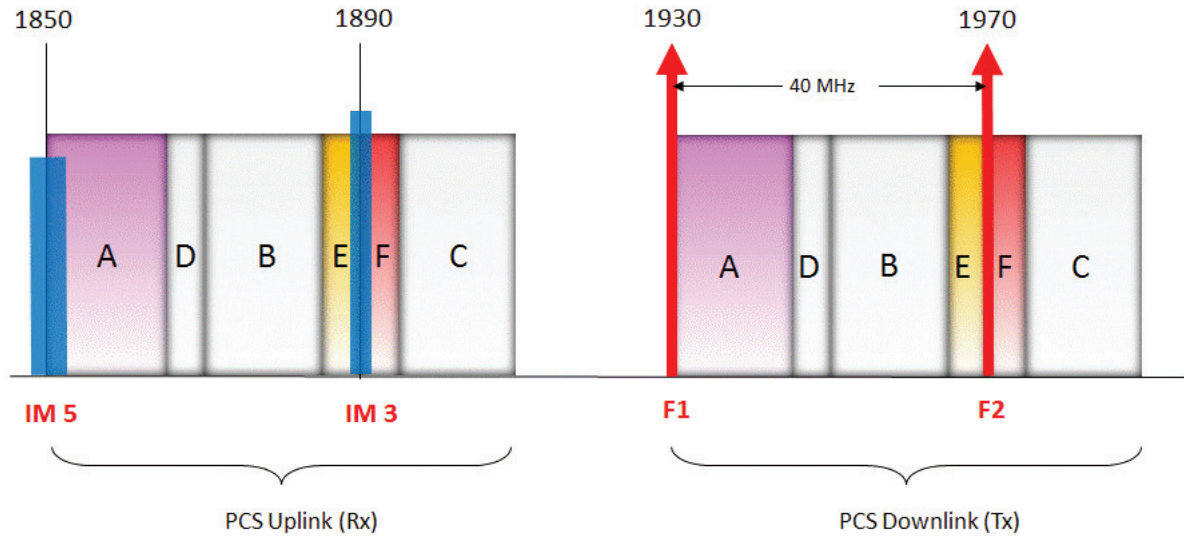 1850
1890
1930
1970
40 MHz
A
D
B
E
F
C
A
D
B
E
F
C
IM 5
IM 3
F1
F2
PCS Uplink (Rx)
PCS Downlink (Tx)